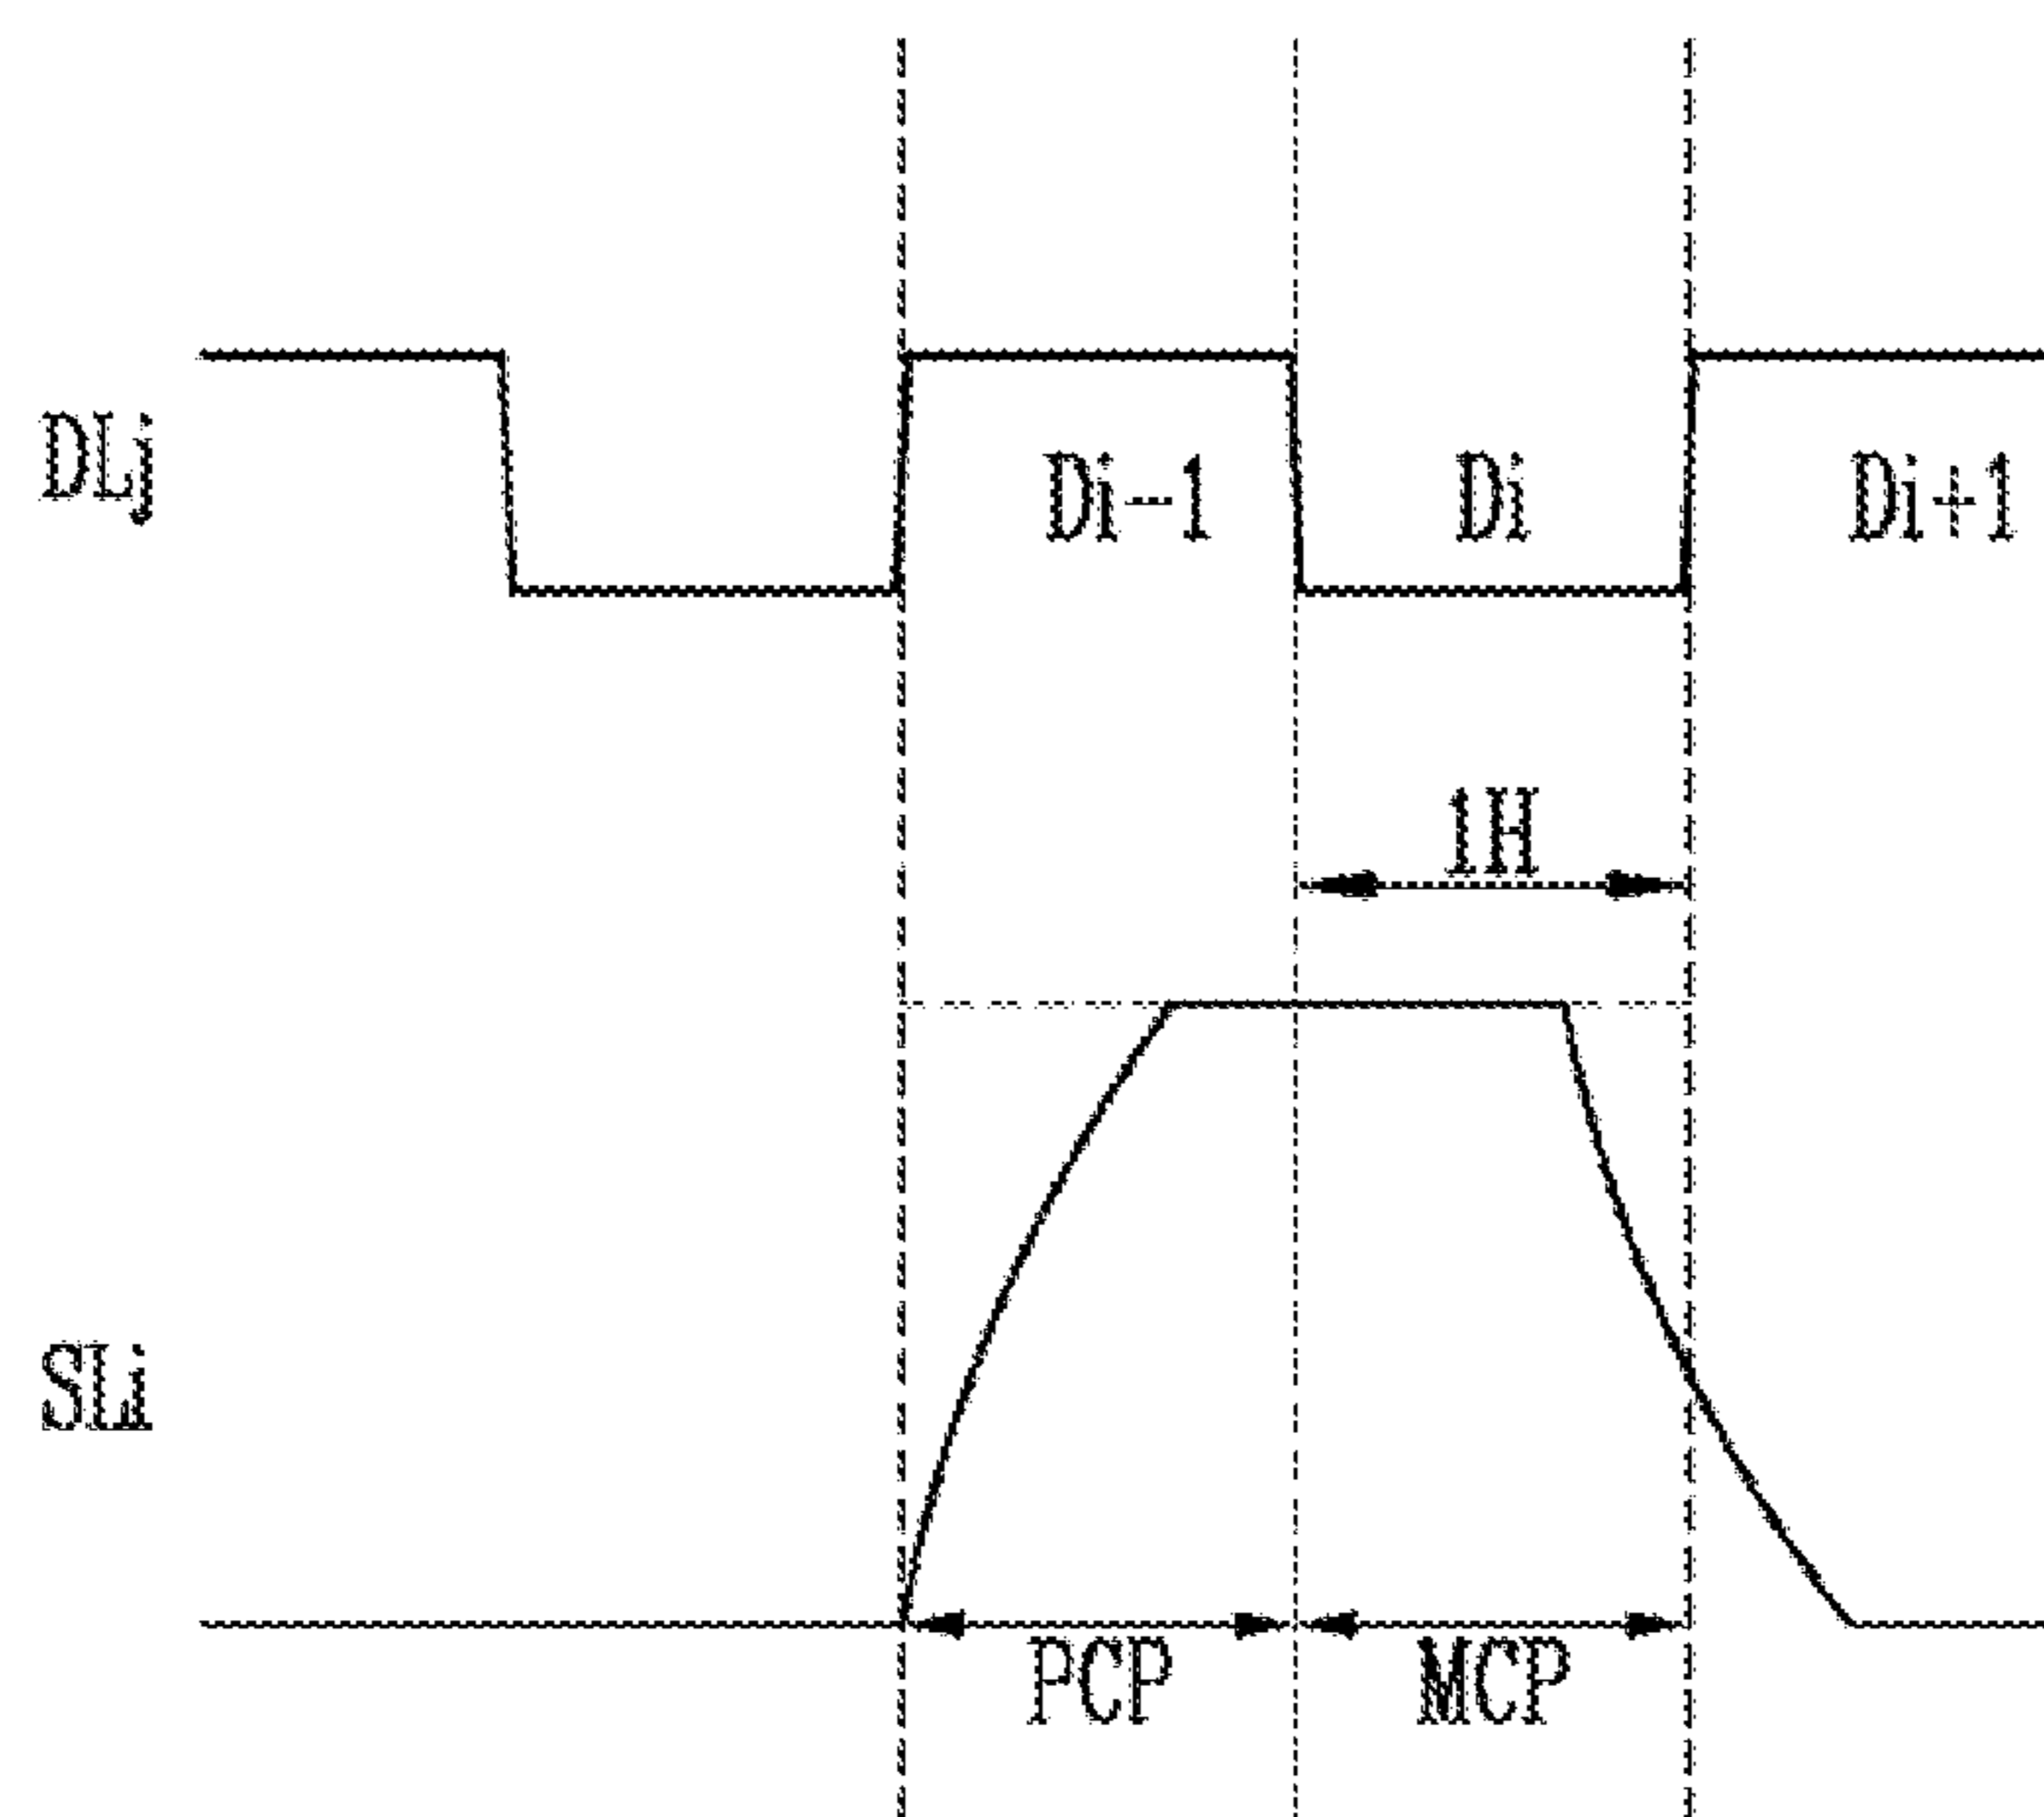 DLj
Di-1
Di
Di+1
1H
SLi
PCP
MCP